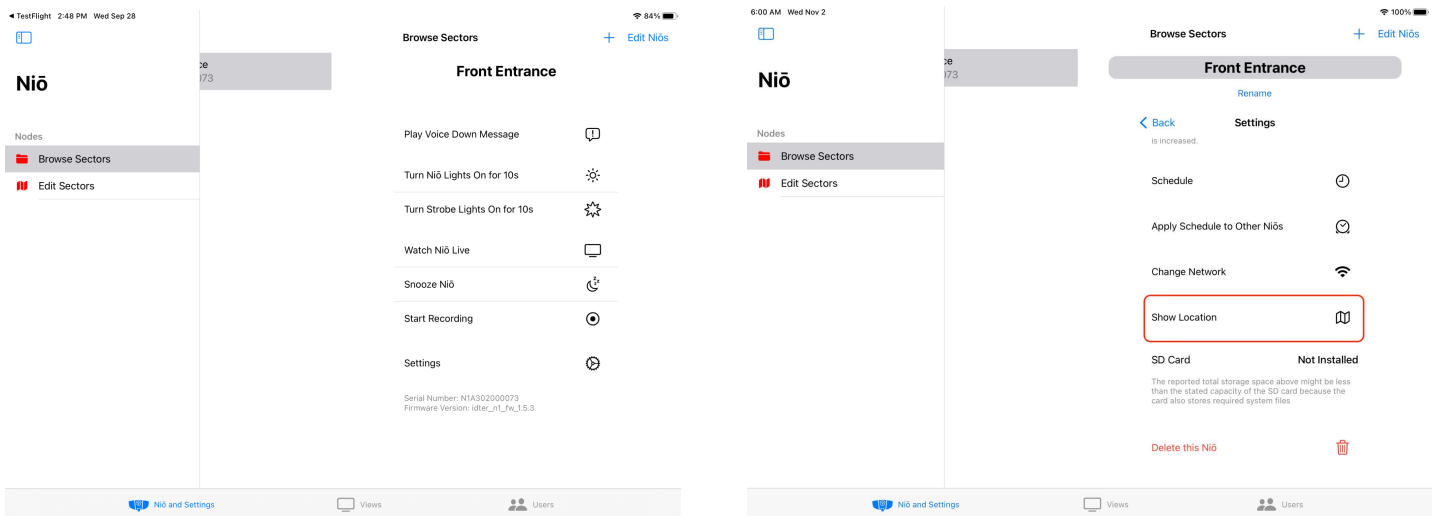 TestFlight 2:48 PM Wed Sep 28
84%
Browse Sectors
Edit Niōs
Niō
ce
073
Front Entrance
Nodes
Browse Sectors
Edit Sectors
Play Voice Down Message
Turn Niō Lights On for 10s
Turn Strobe Lights On for 10s
Watch Niō Live
Snooze Niō
Start Recording
Settings
Serial Number: N1A302000073
Firmware Version: idter_n1_fw_1.5.3
Niō and Settings
Views
Users
6:00 AM Wed Nov 2
100%
Browse Sectors
Edit Niōs
Niō
ce
073
Front Entrance
Rename
Nodes
Browse Sectors
Edit Sectors
Back
Settings
is increased.
Schedule
Apply Schedule to Other Niōs
Change Network
Show Location
SD Card Not Installed
The reported total storage space above might be less
than the stated capacity of the SD card because the
card also stores required system files
Delete this Niō
Niō and Settings
Views
Users